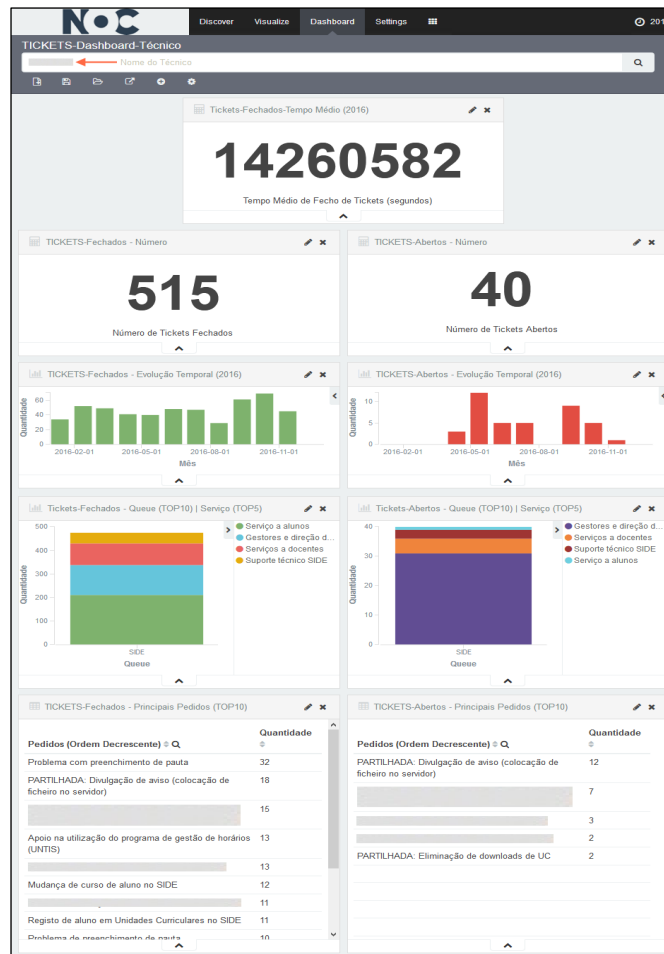 NOC
Discover Visualize Dashboard Settings 201
TICKETS-Dashboard-Técnico
Nome do Técnico
Tickets-Fechados-Tempo Médio (2016)
14260582
Tempo Médio de Fecho de Tickets (segundos)
TICKETS-Fechados - Número
515
Número de Tickets Fechados
TICKETS-Abertos - Número
40
Número de Tickets Abertos
TICKETS-Fechados - Evolução Temporal (2016)
Quantidade
60
40
20
0
2016-02-01 2016-05-01 2016-08-01 2016-11-01
Mês
TICKETS-Abertos - Evolução Temporal (2016)
Quantidade
10
5
0
2016-02-01 2016-05-01 2016-08-01 2016-11-01
Mês
Tickets-Fechados - Queue (TOP10) | Serviço (TOP5)
Quantidade
500
400
300
200
100
0
SIDE
Queue
Serviço a alunos
Gestores e direção d...
Serviços a docentes
Suporte técnico SIDE
Tickets-Abertos - Queue (TOP10) | Serviço (TOP5)
Quantidade
40
30
20
10
0
SIDE
Queue
Gestores e direção d...
Serviços a docentes
Suporte técnico SIDE
Serviço a alunos
TICKETS-Fechados - Principais Pedidos (TOP10)
Pedidos (Ordem Decrescente) Quantidade
Problema com preenchimento de pauta 32
PARTILHADA: Divulgação de aviso (colocação de 18
ficheiro no servidor)
15
Apoio na utilização do programa de gestão de horários 13
(UNTIS)
13
Mudança de curso de aluno no SIDE 12
11
Registo de aluno em Unidades Curriculares no SIDE 11
Problema de preenchimento de pauta 10
TICKETS-Abertos - Principais Pedidos (TOP10)
Pedidos (Ordem Decrescente) Quantidade
PARTILHADA: Divulgação de aviso (colocação de 12
ficheiro no servidor)
7
3
2
PARTILHADA: Eliminação de downloads de UC 2